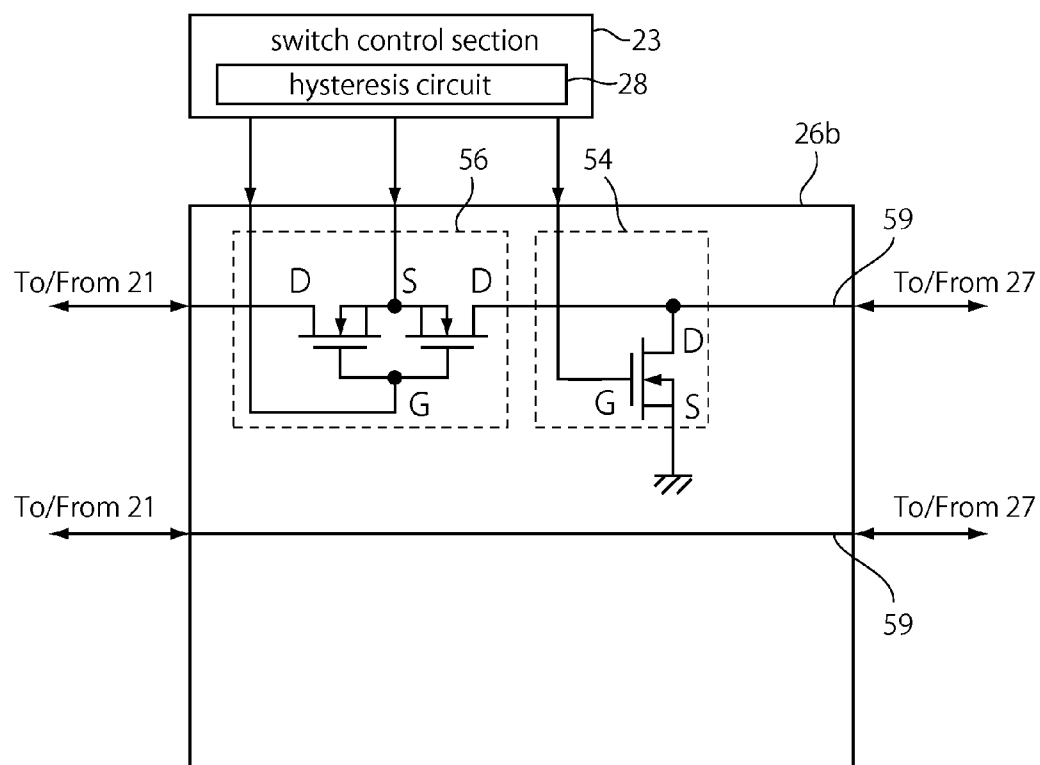 switch control section
23
hysteresis circuit
28
56
54
26b
59
To/From 21
D
S
D
To/From 27
D
G
S
G
To/From 21
To/From 27
59